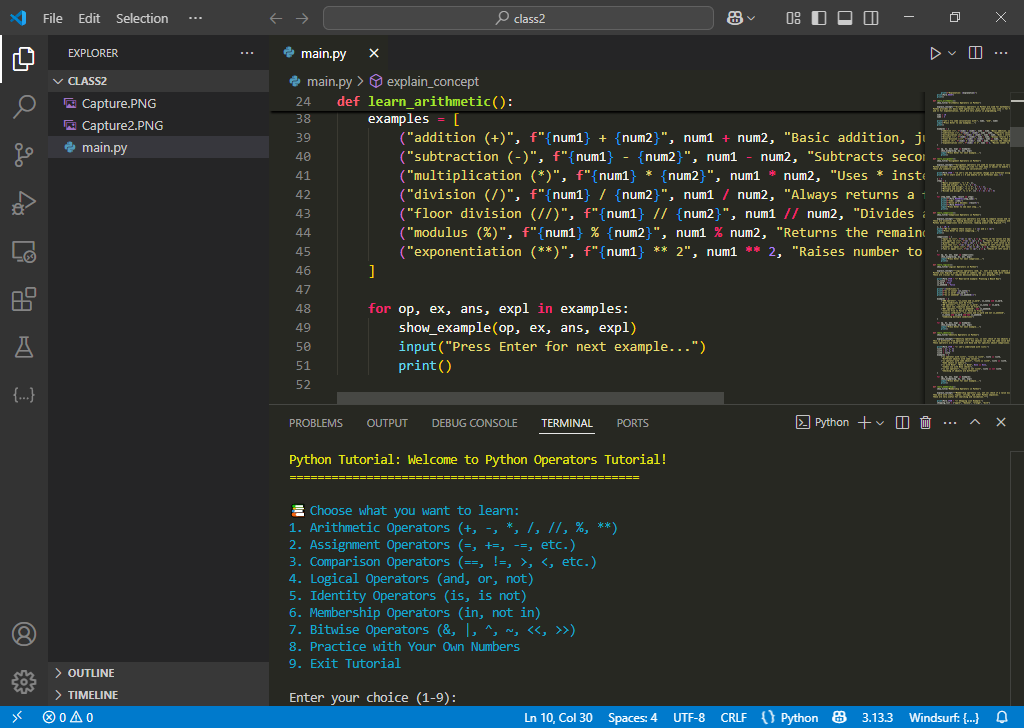 File Edit Selection ··· class2
EXPLORER ···
CLASS2
Capture.PNG
Capture2.PNG
main.py
OUTLINE
TIMELINE
main.py
main.py > explain_concept
24 def learn_arithmetic():
38 examples = [
39 ("addition (+)", f"{num1} + {num2}", num1 + num2, "Basic addition, ju
40 ("subtraction (-)", f"{num1} - {num2}", num1 - num2, "Subtracts secon
41 ("multiplication (*)", f"{num1} * {num2}", num1 * num2, "Uses * inste
42 ("division (/)", f"{num1} / {num2}", num1 / num2, "Always returns a f
43 ("floor division (//)", f"{num1} // {num2}", num1 // num2, "Divides a
44 ("modulus (%)", f"{num1} % {num2}", num1 % num2, "Returns the remaind
45 ("exponentiation (**)", f"{num1} ** 2", num1 ** 2, "Raises number to
46 ]
47
48 for op, ex, ans, expl in examples:
49 show_example(op, ex, ans, expl)
50 input("Press Enter for next example...")
51 print()
52
PROBLEMS OUTPUT DEBUG CONSOLE TERMINAL PORTS Python
Python Tutorial: Welcome to Python Operators Tutorial!
==================================================
Choose what you want to learn:
1. Arithmetic Operators (+, -, *, /, //, %, **)
2. Assignment Operators (=, +=, -=, etc.)
3. Comparison Operators (==, !=, >, <, etc.)
4. Logical Operators (and, or, not)
5. Identity Operators (is, is not)
6. Membership Operators (in, not in)
7. Bitwise Operators (&, |, ^, ~, <<, >>)
8. Practice with Your Own Numbers
9. Exit Tutorial
Enter your choice (1-9):
0 0 Ln 10, Col 30 Spaces: 4 UTF-8 CRLF {} Python 3.13.3 Windsurf: {...}